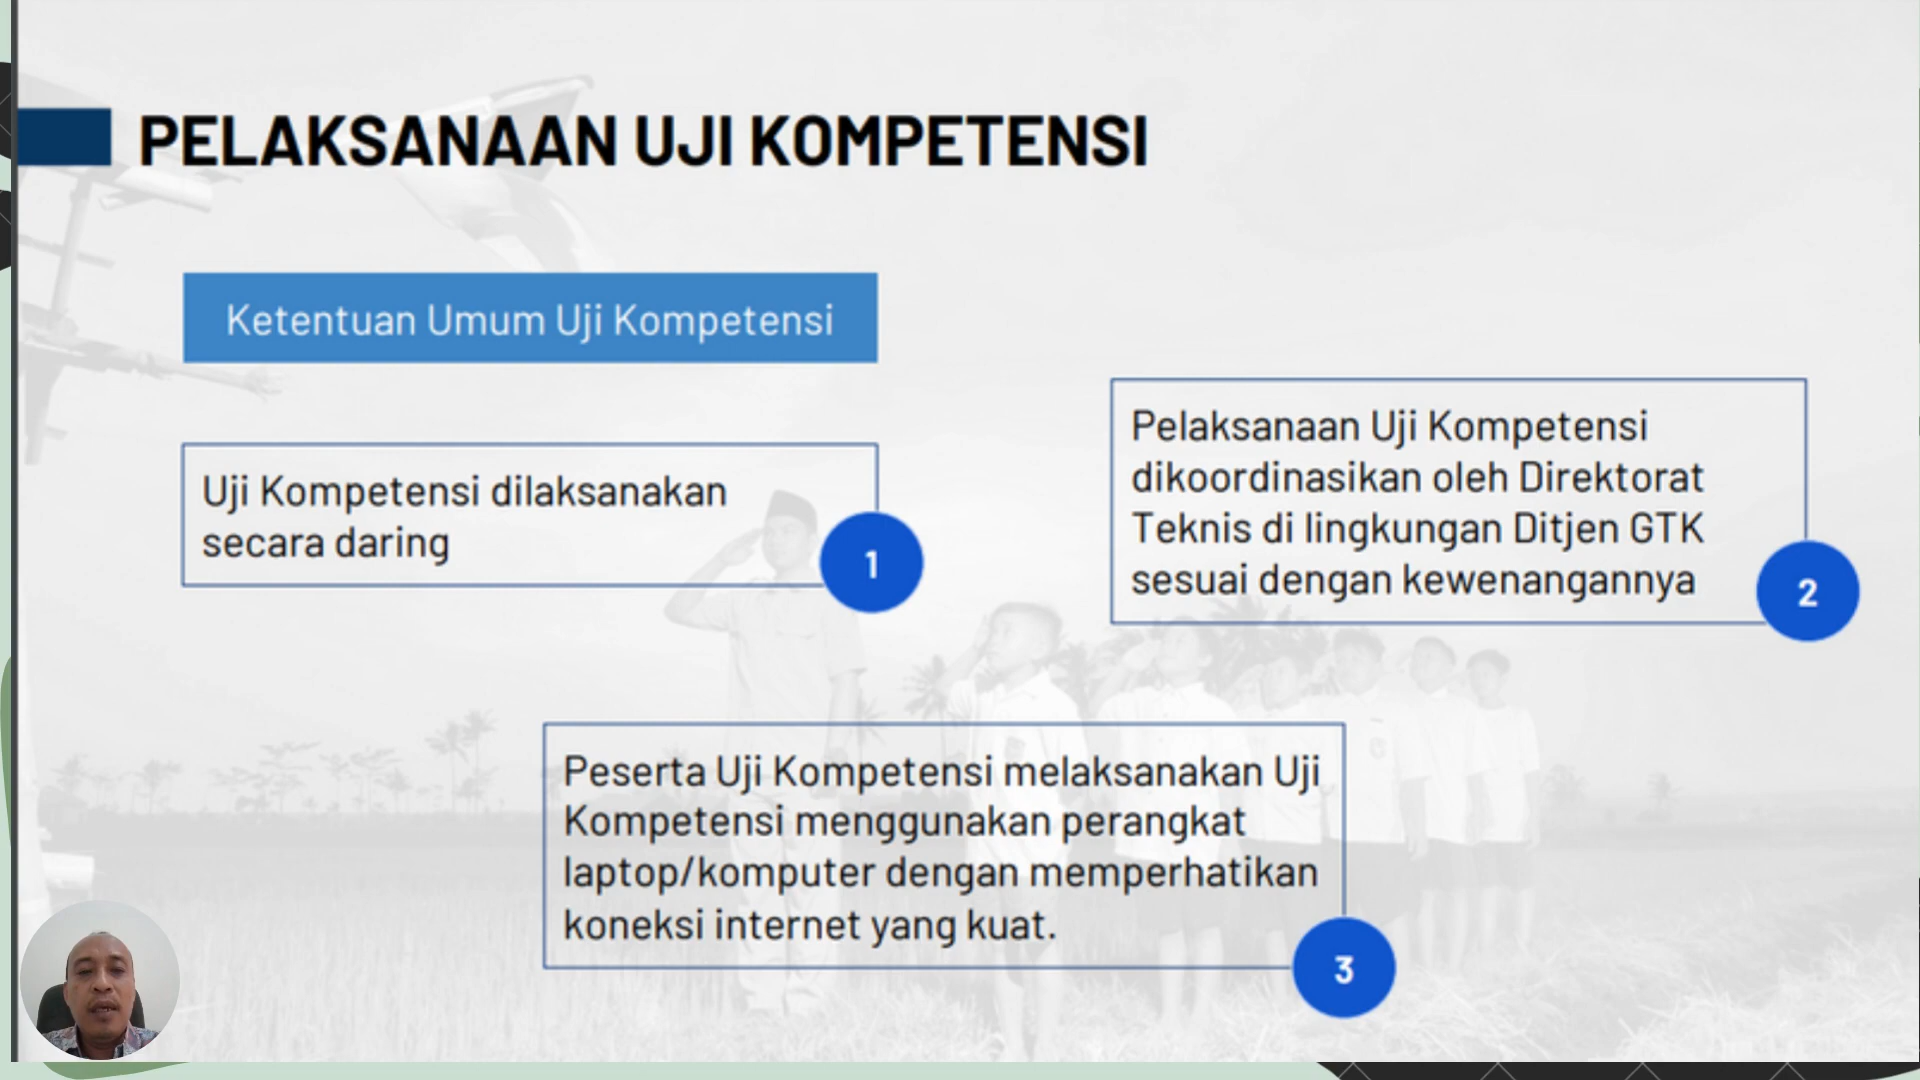 PELAKSANAAN UJI KOMPETENSI
Ketentuan Umum Uji Kompetensi
Uji Kompetensi dilaksanakan
secara daring
1
Pelaksanaan Uji Kompetensi
dikoordinasikan oleh Direktorat
Teknis di lingkungan Ditjen GTK
sesuai dengan kewenangannya
2
Peserta Uji Kompetensi melaksanakan Uji
Kompetensi menggunakan perangkat
laptop/komputer dengan memperhatikan
koneksi internet yang kuat.
3